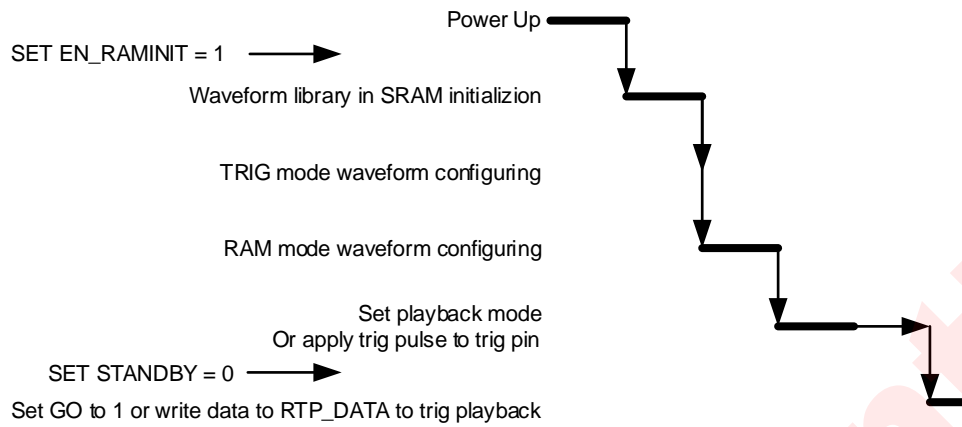 Power Up
SET EN_RAMINIT = 1
Waveform library in SRAM initializion
TRIG mode waveform configuring
RAM mode waveform configuring
Set playback mode
Or apply trig pulse to trig pin
SET STANDBY = 0
Set GO to 1 or write data to RTP_DATA to trig playback